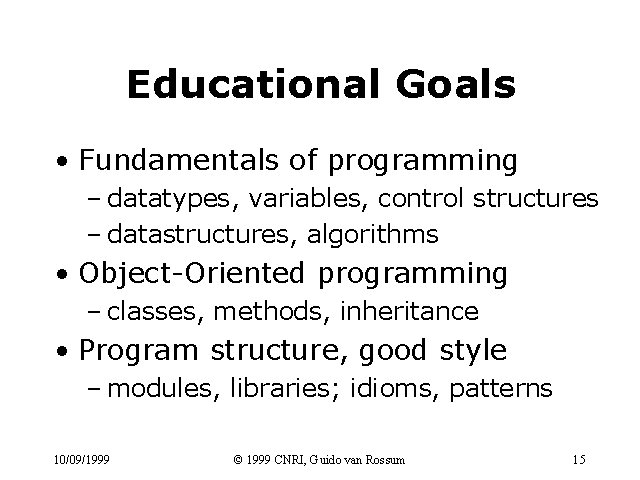 Educational Goals
• Fundamentals of programming
– datatypes, variables, control structures
– datastructures, algorithms
• Object-Oriented programming
– classes, methods, inheritance
• Program structure, good style
– modules, libraries; idioms, patterns
10/09/1999 © 1999 CNRI, Guido van Rossum 15